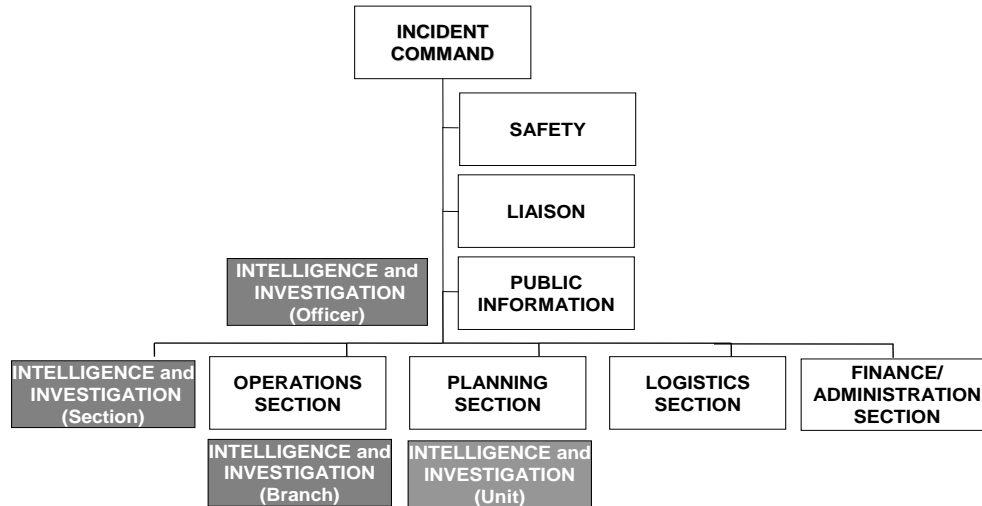 INCIDENT
COMMAND
SAFETY
LIAISON
INTELLIGENCE and
INVESTIGATION
(Officer)
PUBLIC
INFORMATION
INTELLIGENCE and
INVESTIGATION
(Section)
OPERATIONS
SECTION
PLANNING
SECTION
LOGISTICS
SECTION
FINANCE/
ADMINISTRATION
SECTION
INTELLIGENCE and
INVESTIGATION
(Branch)
INTELLIGENCE and
INVESTIGATION
(Unit)